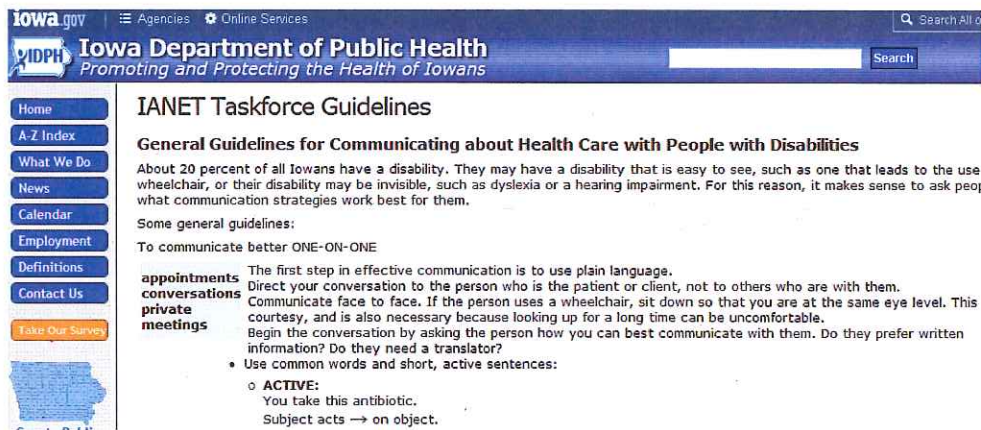 iowa.gov
Agencies
Online Services
Search All o
IDPH
Iowa Department of Public Health
Promoting and Protecting the Health of Iowans
Search
Home
A-Z Index
What We Do
News
Calendar
Employment
Definitions
Contact Us
Take Our Survey
IANET Taskforce Guidelines
General Guidelines for Communicating about Health Care with People with Disabilities
About 20 percent of all Iowans have a disability. They may have a disability that is easy to see, such as one that leads to the use
wheelchair, or their disability may be invisible, such as dyslexia or a hearing impairment. For this reason, it makes sense to ask peop
what communication strategies work best for them.
Some general guidelines:
To communicate better ONE-ON-ONE
appointments
conversations
private
meetings
The first step in effective communication is to use plain language.
Direct your conversation to the person who is the patient or client, not to others who are with them.
Communicate face to face. If the person uses a wheelchair, sit down so that you are at the same eye level. This
courtesy, and is also necessary because looking up for a long time can be uncomfortable.
Begin the conversation by asking the person how you can best communicate with them. Do they prefer written
information? Do they need a translator?
• Use common words and short, active sentences:
o ACTIVE:
You take this antibiotic.
Subject acts → on object.